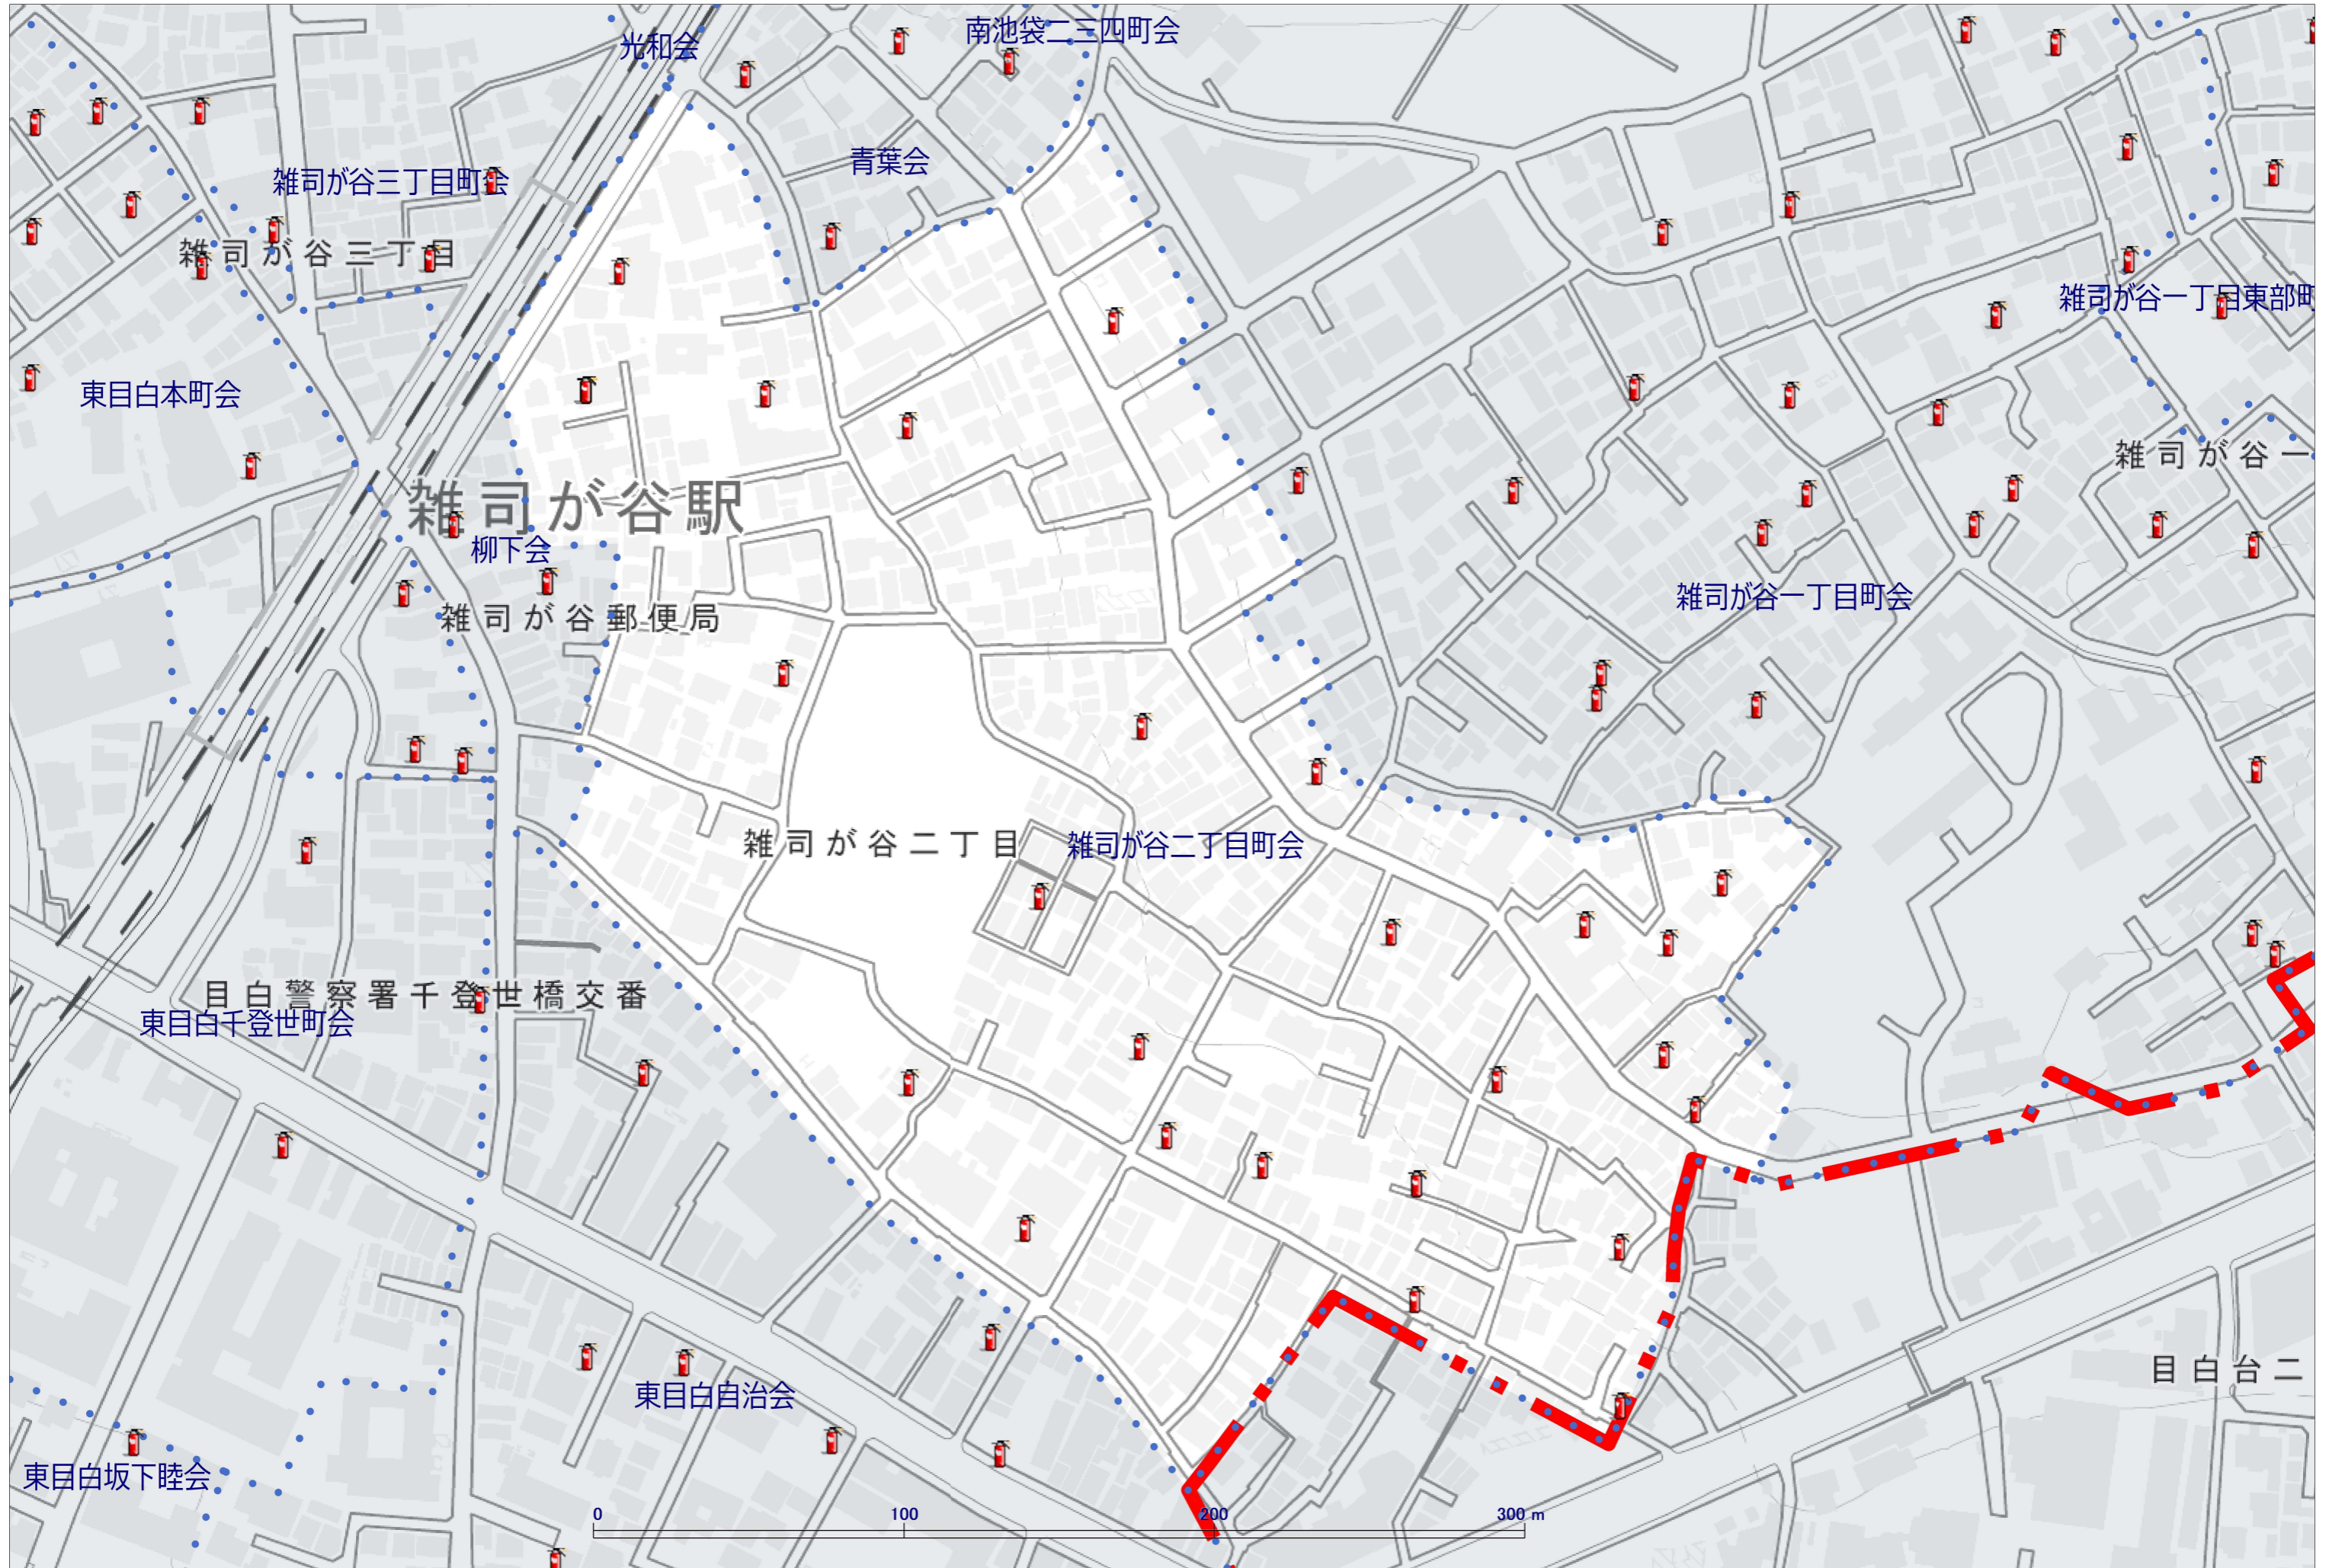 南池袋二三四町会
光和会
青葉会
雑司が谷三丁目町会
雑司が谷三丁目
雑司が谷一丁目東部町
東目白本町会
雑司が谷一
雑司が谷駅
柳下会
雑司が谷一丁目町会
雑司が谷郵便局
雑司が谷二丁目
雑司が谷二丁目町会
目白警察署千登世橋交番
東目白千登世町会
目白台二
東目白自治会
東目白坂下睦会
0 100 200 300 m